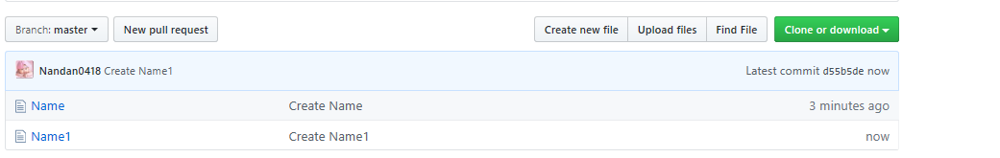 Branch: master New pull request Create new file Upload files Find File Clone or download
Nandan0418 Create Name1 Latest commit d55b5de now
Name Create Name 3 minutes ago
Name1 Create Name1 now